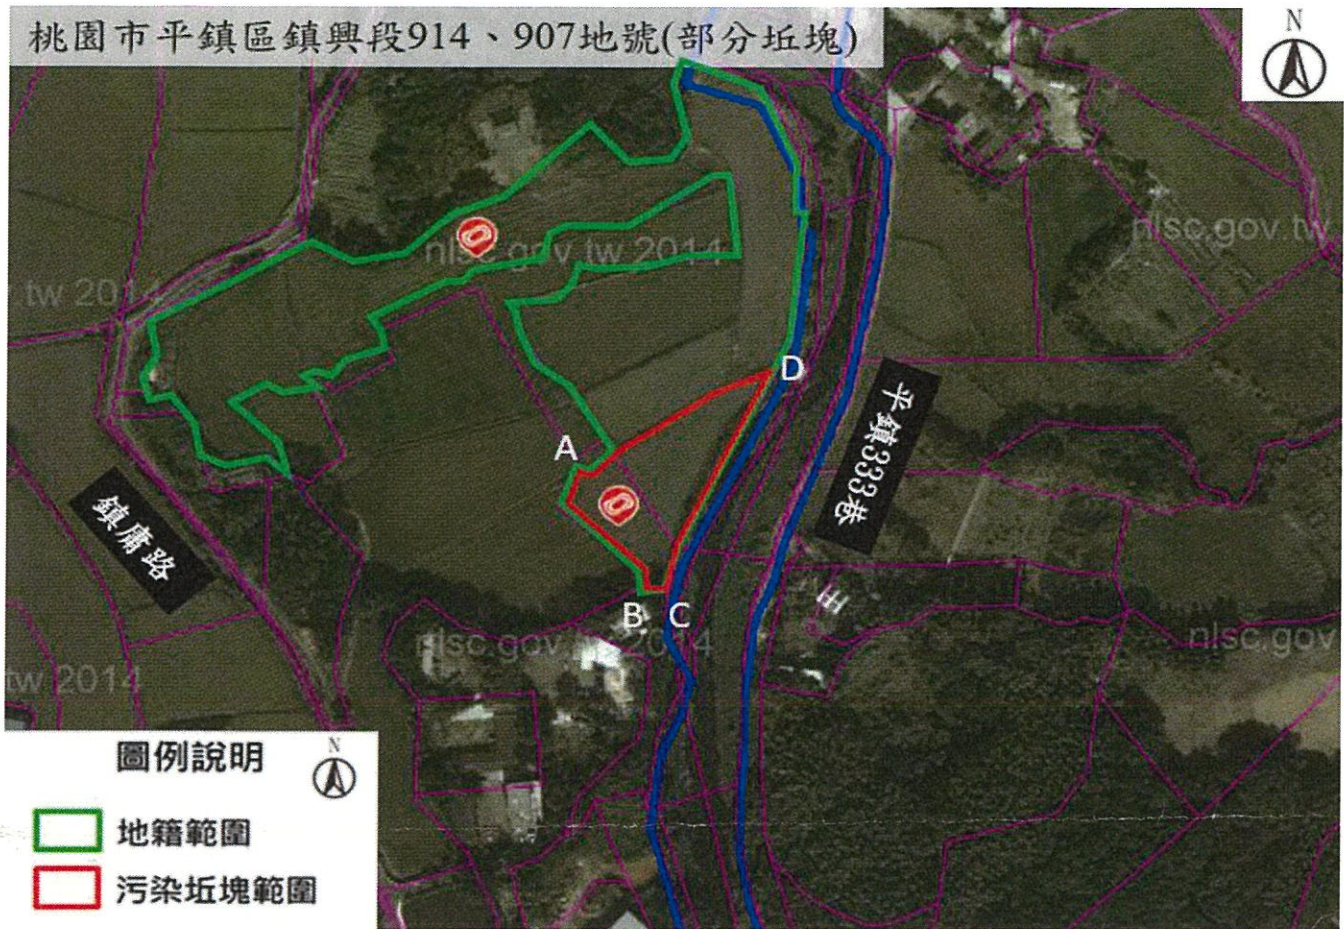 桃園市平鎮區鎮興段914、907地號(部分坵塊)
N
nlsc.gov.tw 2014
nlsc.gov.tw
.tw 2014
D
A
平鎮333巷
鎮庸路
B C
nlsc.gov.tw 2014
nlsc.gov
tw 2014
圖例說明
N
地籍範圍
污染坵塊範圍